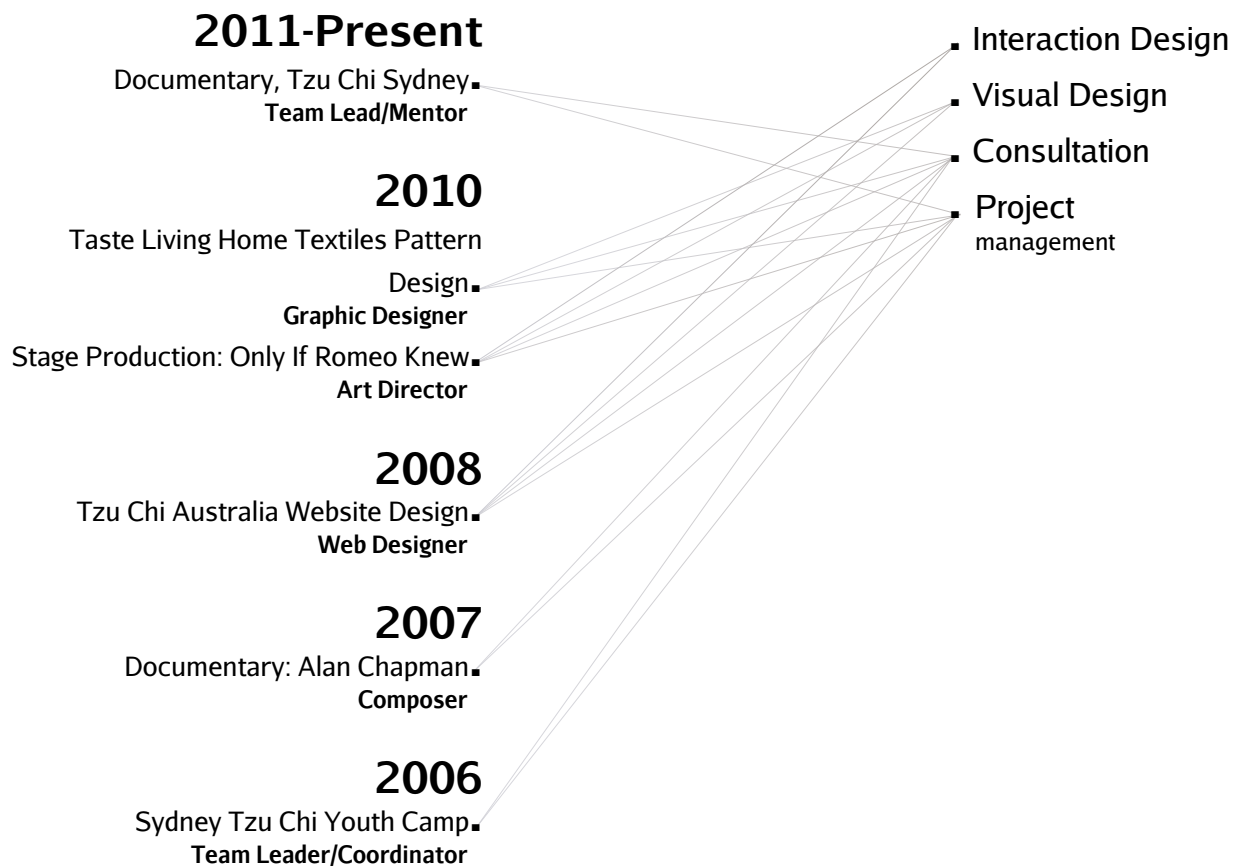 2011-Present
Documentary, Tzu Chi Sydney
Team Lead/Mentor
2010
Taste Living Home Textiles Pattern
Design
Graphic Designer
Stage Production: Only If Romeo Knew
Art Director
2008
Tzu Chi Australia Website Design
Web Designer
2007
Documentary: Alan Chapman
Composer
2006
Sydney Tzu Chi Youth Camp
Team Leader/Coordinator
Interaction Design
Visual Design
Consultation
Project
management